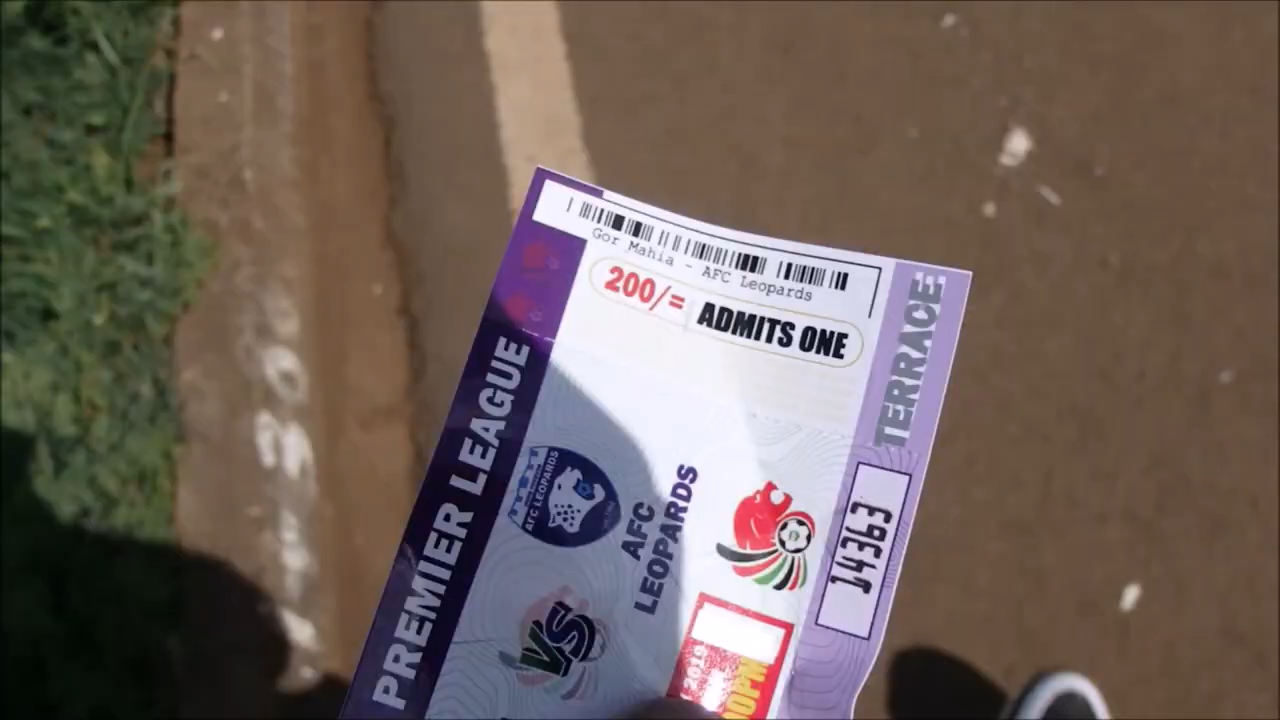 Gor Mahia - AFC Leopards
200/= ADMITS ONE
TERRACE
PREMIER LEAGUE
AFC LEOPARDS
AFC
LEOPARDS
14363
VS